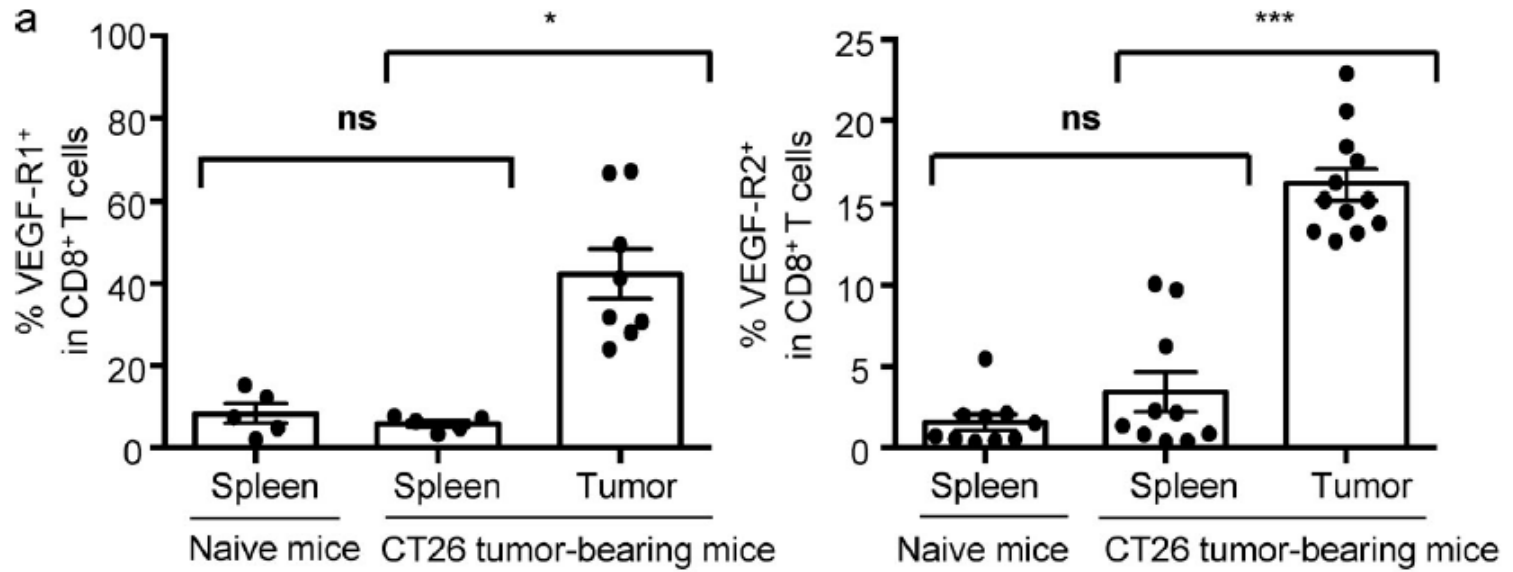 a
% VEGF-R1⁺
in CD8⁺ T cells
100
80
60
40
20
0
*
ns
Spleen
Spleen
Tumor
Naive mice
CT26 tumor-bearing mice
% VEGF-R2⁺
in CD8⁺ T cells
25
20
15
10
5
0
***
ns
Spleen
Spleen
Tumor
Naive mice
CT26 tumor-bearing mice